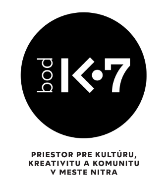 bod
K·7
PRIESTOR PRE KULTÚRU,
KREATIVITU A KOMUNITU
V MESTE NITRA